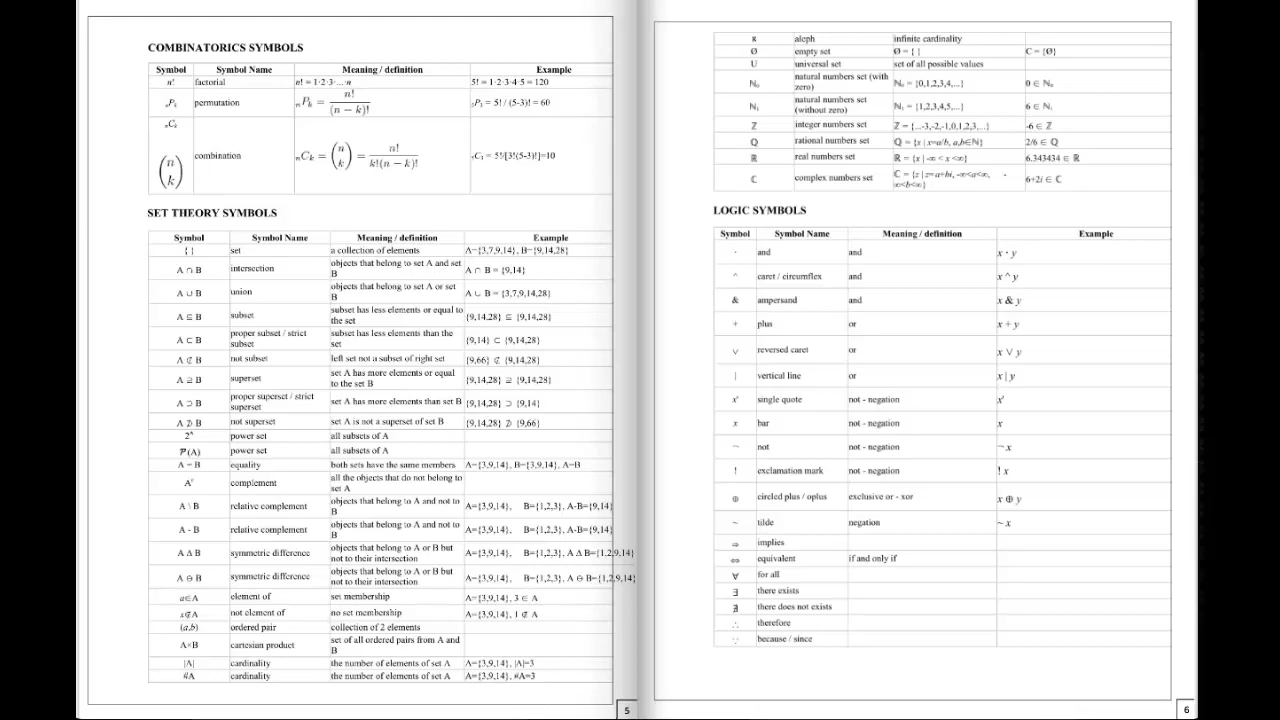 COMBINATORICS SYMBOLS
Symbol Symbol Name Meaning / definition Example
n! factorial n! = 1·2·3·...·n 5! = 1·2·3·4·5 = 120
nPk permutation nPk = n! / (n − k)! 5P3 = 5! / (5-3)! = 60
nCk
(n k) combination nCk = (n k) = n! / k!(n − k)! 5C3 = 5!/[3!(5-3)!]=10
SET THEORY SYMBOLS
Symbol Symbol Name Meaning / definition Example
{ } set a collection of elements A={3,7,9,14}, B={9,14,28}
A ∩ B intersection objects that belong to set A and set B A ∩ B = {9,14}
A ∪ B union objects that belong to set A or set B A ∪ B = {3,7,9,14,28}
A ⊆ B subset subset has less elements or equal to the set {9,14,28} ⊆ {9,14,28}
A ⊂ B proper subset / strict subset subset has less elements than the set {9,14} ⊂ {9,14,28}
A ⊄ B not subset left set not a subset of right set {9,66} ⊄ {9,14,28}
A ⊇ B superset set A has more elements or equal to the set B {9,14,28} ⊇ {9,14,28}
A ⊃ B proper superset / strict superset set A has more elements than set B {9,14,28} ⊃ {9,14}
A ⊅ B not superset set A is not a superset of set B {9,14,28} ⊅ {9,66}
2ᴬ power set all subsets of A
ℙ(A) power set all subsets of A
A = B equality both sets have the same members A={3,9,14}, B={3,9,14}, A=B
Aᶜ complement all the objects that do not belong to set A
A \ B relative complement objects that belong to A and not to B A={3,9,14}, B={1,2,3}, A-B={9,14}
A - B relative complement objects that belong to A and not to B A={3,9,14}, B={1,2,3}, A-B={9,14}
A Δ B symmetric difference objects that belong to A or B but not to their intersection A={3,9,14}, B={1,2,3}, A Δ B={1,2,9,14}
A ⊖ B symmetric difference objects that belong to A or B but not to their intersection A={3,9,14}, B={1,2,3}, A ⊖ B={1,2,9,14}
a∈A element of set membership A={3,9,14}, 3 ∈ A
x∉A not element of no set membership A={3,9,14}, 1 ∉ A
(a,b) ordered pair collection of 2 elements
A×B cartesian product set of all ordered pairs from A and B
|A| cardinality the number of elements of set A A={3,9,14}, |A|=3
#A cardinality the number of elements of set A A={3,9,14}, #A=3
5
ℵ aleph infinite cardinality
Ø empty set Ø = { } C = {Ø}
U universal set set of all possible values
ℕ₀ natural numbers set (with zero) ℕ₀ = {0,1,2,3,4,...} 0 ∈ ℕ₀
ℕ₁ natural numbers set (without zero) ℕ₁ = {1,2,3,4,5,...} 6 ∈ ℕ₁
ℤ integer numbers set ℤ = {...-3,-2,-1,0,1,2,3,...} -6 ∈ ℤ
ℚ rational numbers set ℚ = {x | x=a/b, a,b∈ℕ} 2/6 ∈ ℚ
ℝ real numbers set ℝ = {x | -∞ < x <∞} 6.343434 ∈ ℝ
ℂ complex numbers set ℂ = {z | z=a+bi, -∞<a<∞, -∞<b<∞} 6+2i ∈ ℂ
LOGIC SYMBOLS
Symbol Symbol Name Meaning / definition Example
· and and x · y
^ caret / circumflex and x ^ y
& ampersand and x & y
+ plus or x + y
∨ reversed caret or x ∨ y
| vertical line or x | y
x' single quote not - negation x'
x bar not - negation x
¬ not not - negation ¬ x
! exclamation mark not - negation ! x
⊕ circled plus / oplus exclusive or - xor x ⊕ y
~ tilde negation ~ x
⇒ implies
⇔ equivalent if and only if
∀ for all
∃ there exists
∄ there does not exists
∴ therefore
∵ because / since
6